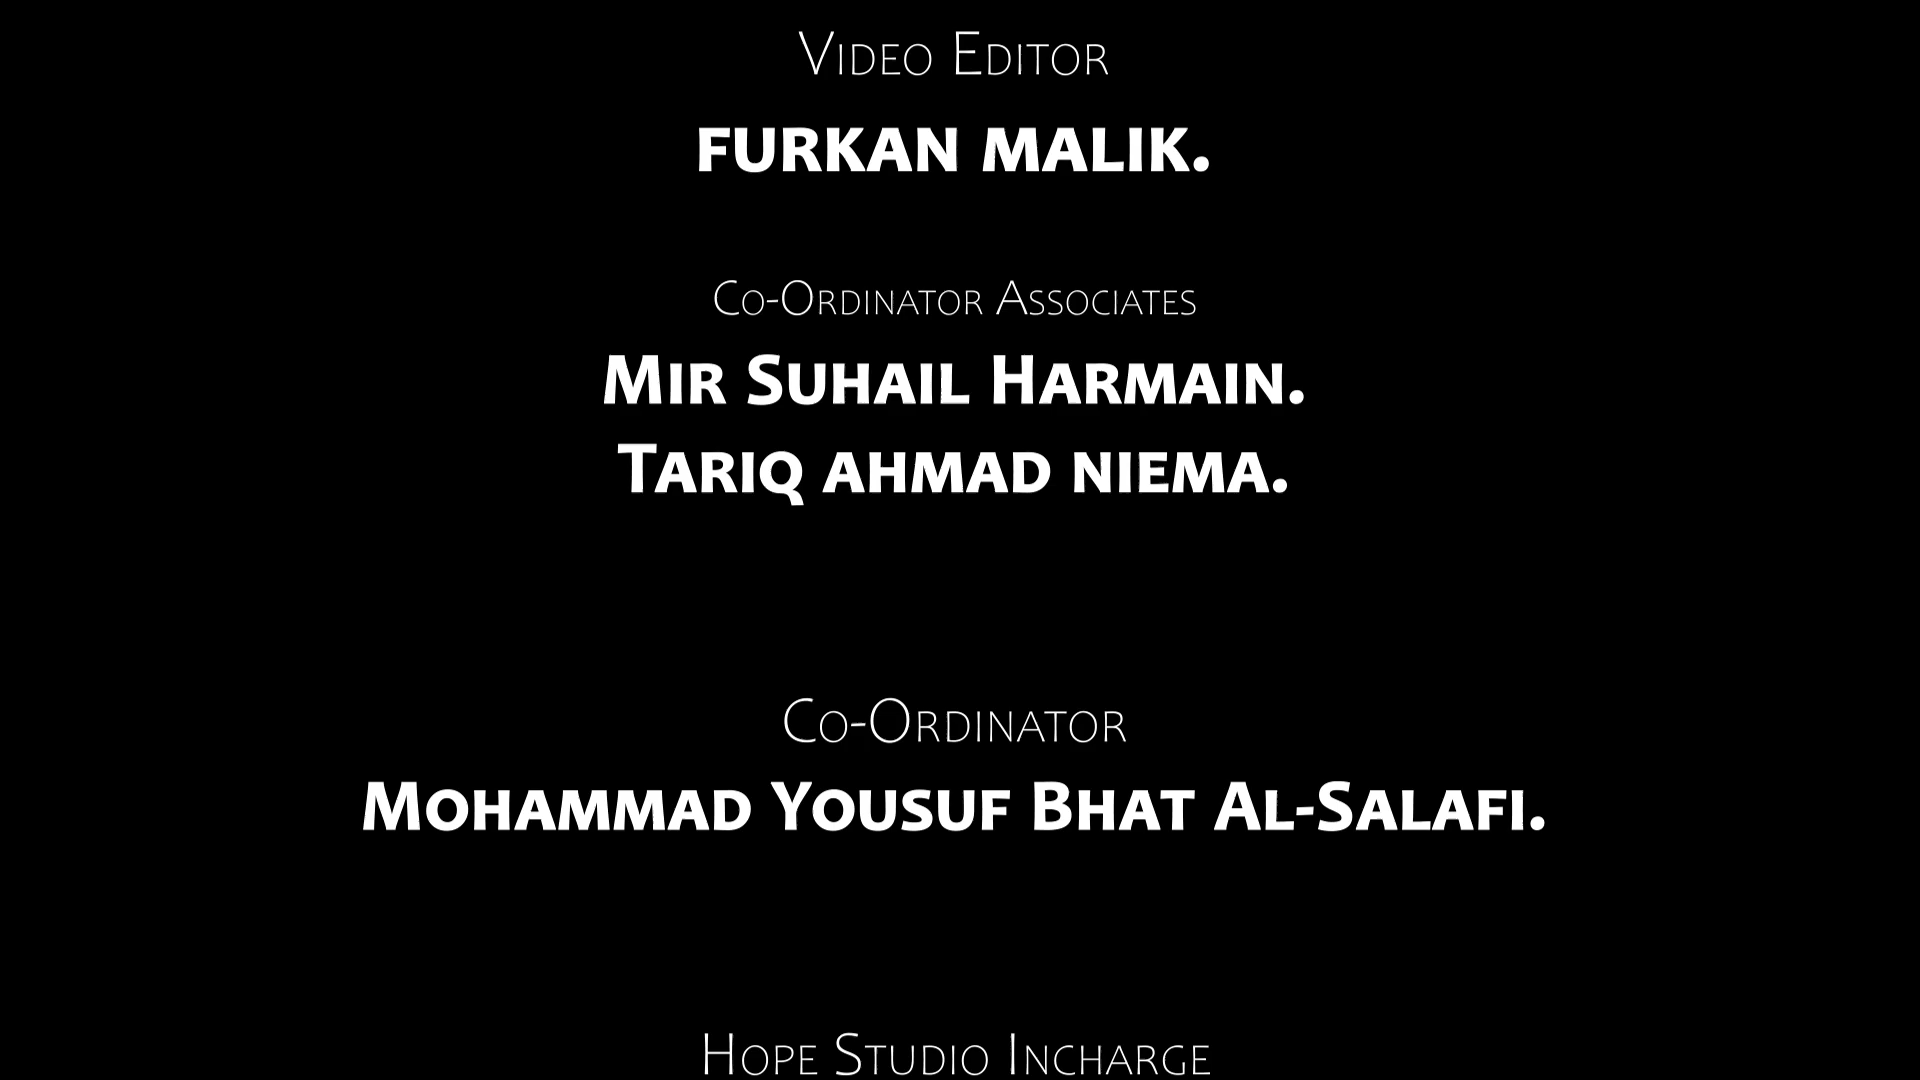 Video Editor
FURKAN MALIK.
Co-Ordinator Associates
Mir Suhail Harmain.
Tariq ahmad niema.
Co-Ordinator
Mohammad Yousuf Bhat Al-Salafi.
Hope Studio Incharge